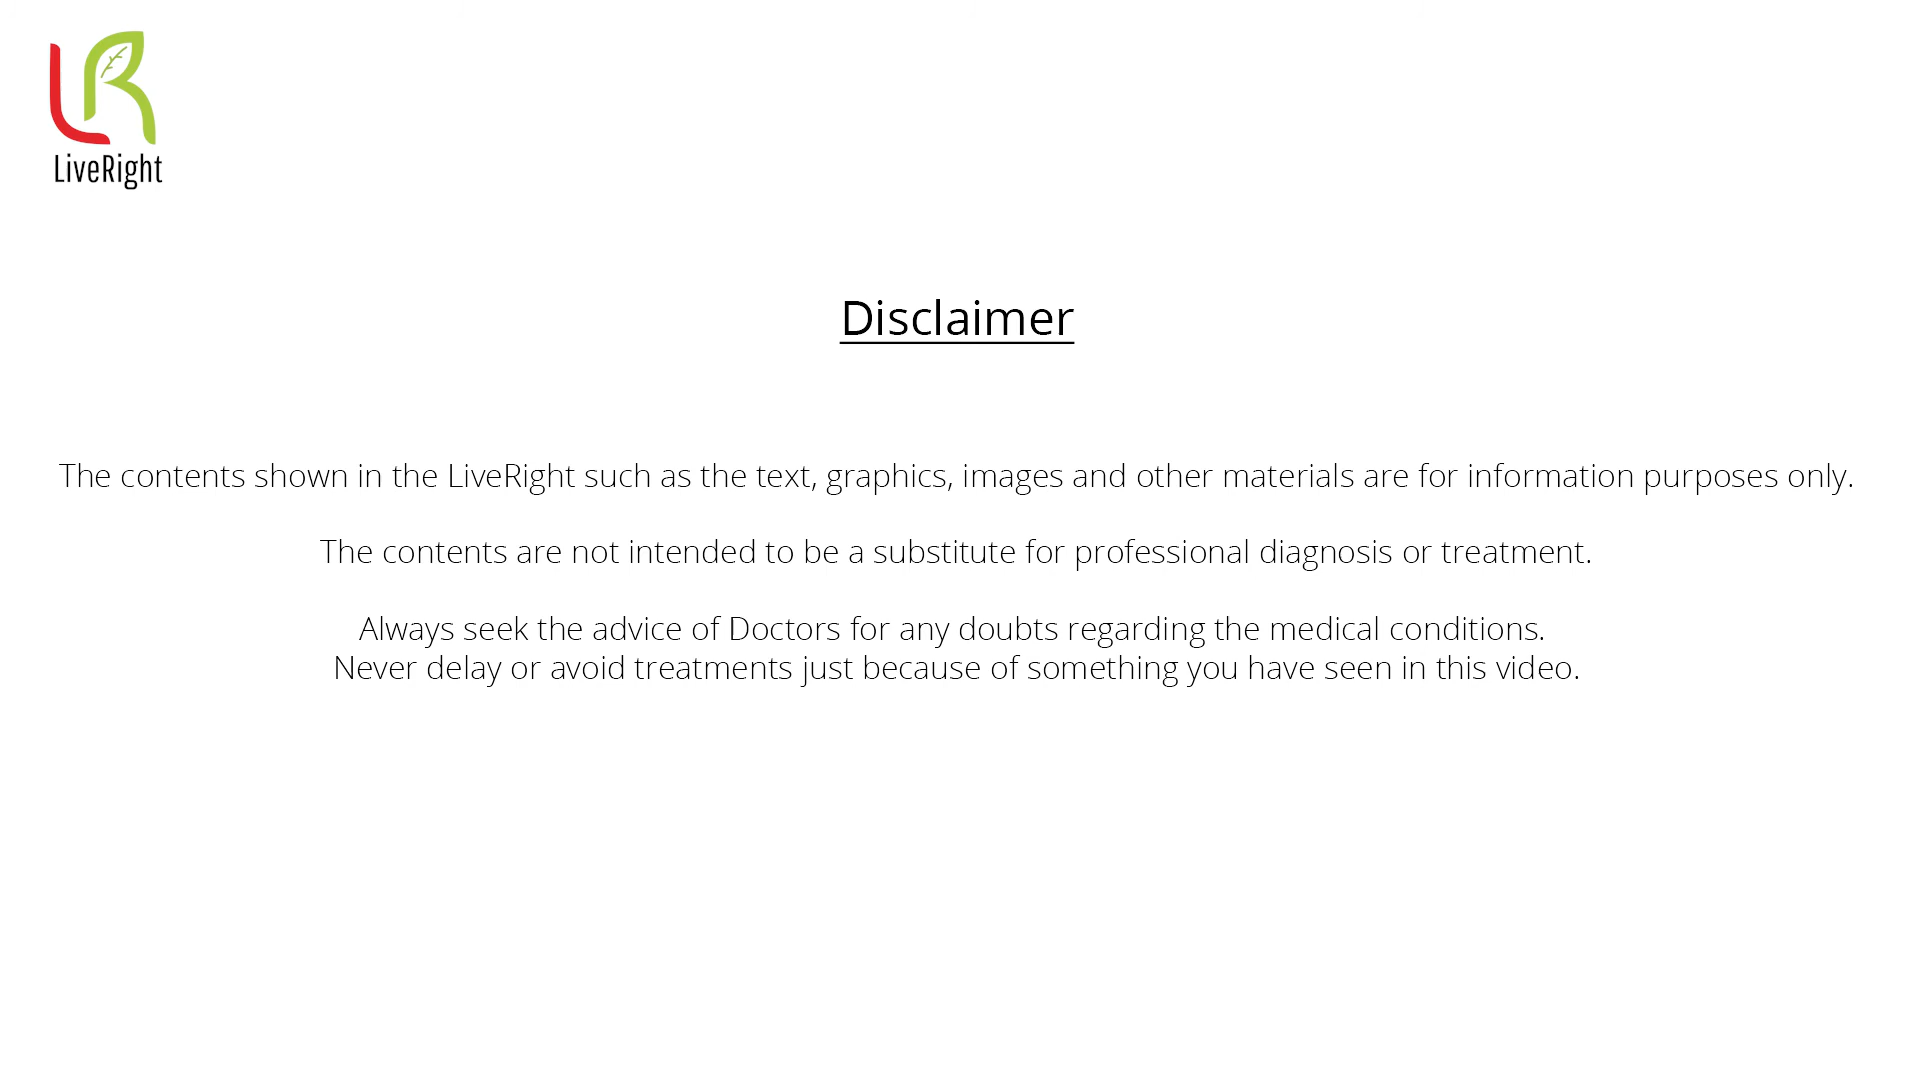 LR
LiveRight
Disclaimer
The contents shown in the LiveRight such as the text, graphics, images and other materials are for information purposes only.
The contents are not intended to be a substitute for professional diagnosis or treatment.
Always seek the advice of Doctors for any doubts regarding the medical conditions.
Never delay or avoid treatments just because of something you have seen in this video.